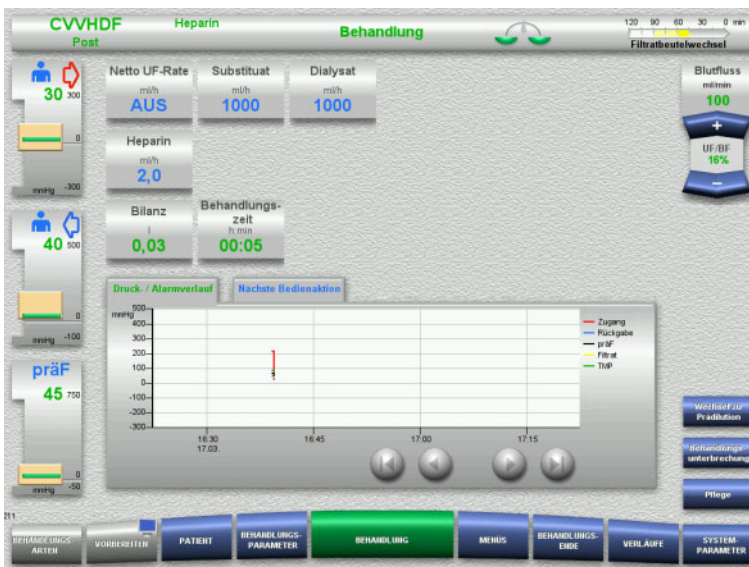 CVVHDF Heparin
Post
Behandlung
120 90 60 30 0 min
Filtratbeutelwechsel
30 300
0
mmHg -300
40 500
0
mmHg -100
präF
45 750
0
mmHg -50
Netto UF-Rate
ml/h
AUS
Substituat
ml/h
1000
Dialysat
ml/h
1000
Heparin
ml/h
2,0
Bilanz
l
0,03
Behandlungs-
zeit
h:min
00:05
Blutfluss
ml/min
100
+
UF/BF
16%
−
Druck- / Alarmverlauf
Nächste Bedienaktion
mmHg
500
400
300
200
100
0
-100
-200
-300
16:30 16:45 17:00 17:15
17.03.
Zugang
Rückgabe
präF
Filtrat
TMP
Wechsel zu
Prädilution
Behandlungs-
unterbrechung
Pflege
211
BEHANDLUNGS-
ARTEN
VORBEREITEN
PATIENT
BEHANDLUNGS-
PARAMETER
BEHANDLUNG
MENÜS
BEHANDLUNGS-
ENDE
VERLÄUFE
SYSTEM-
PARAMETER